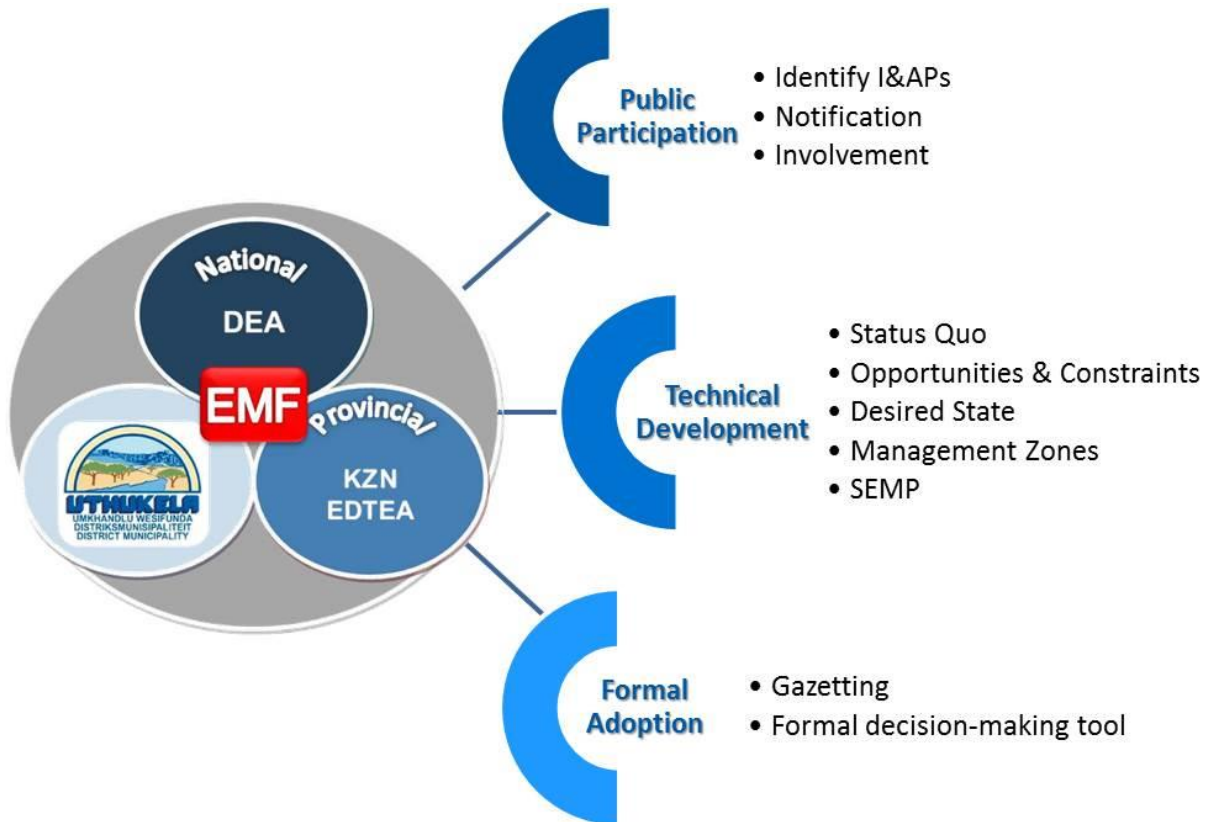 National
DEA
EMF
Provincial
KZN
EDTEA
UTHUKELA
UMKHANDLU WESIFUNDA
DISTRIKSMUNISIPALITEIT
DISTRICT MUNICIPALITY
Public
Participation
• Identify I&APs
• Notification
• Involvement
Technical
Development
• Status Quo
• Opportunities & Constraints
• Desired State
• Management Zones
• SEMP
Formal
Adoption
• Gazetting
• Formal decision-making tool